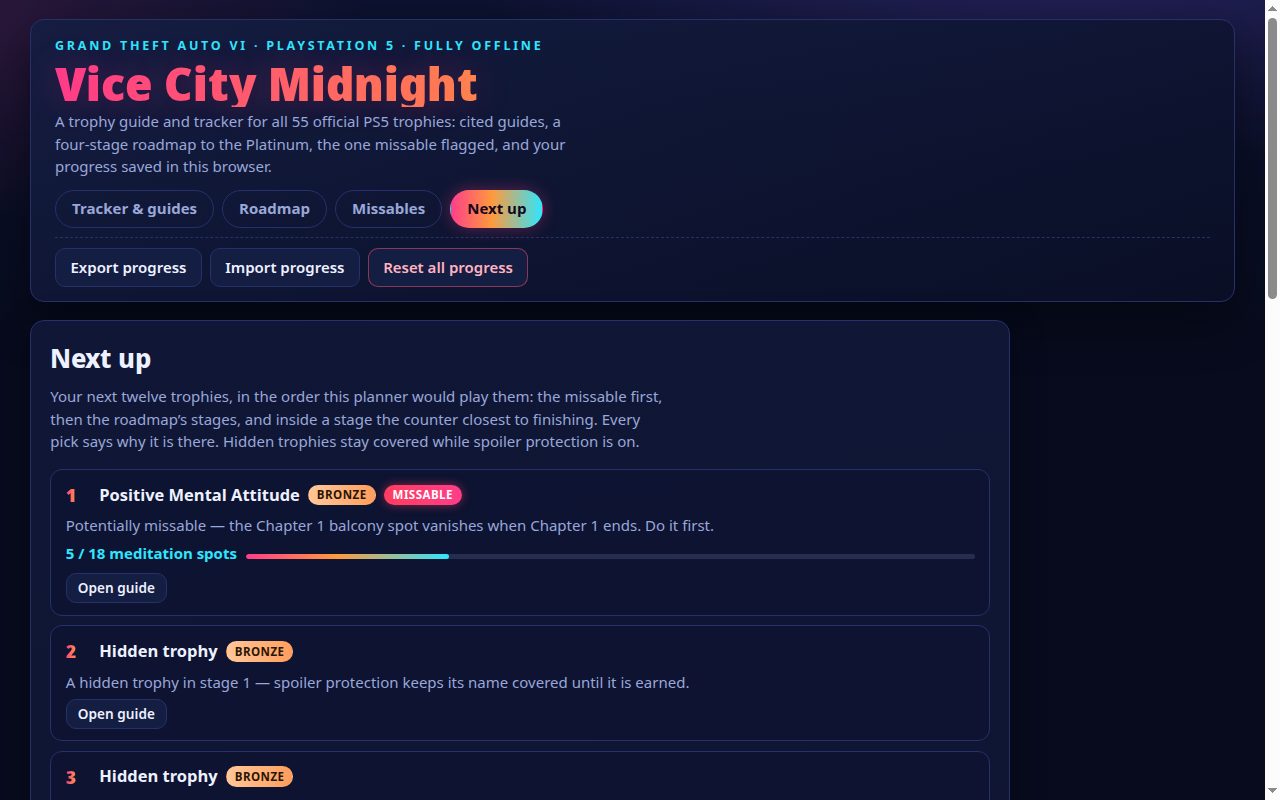 GRAND THEFT AUTO VI · PLAYSTATION 5 · FULLY OFFLINE
Vice City Midnight
A trophy guide and tracker for all 55 official PS5 trophies: cited guides, a
four-stage roadmap to the Platinum, the one missable flagged, and your
progress saved in this browser.
Tracker & guides Roadmap Missables Next up
Export progress Import progress Reset all progress
Next up
Your next twelve trophies, in the order this planner would play them: the missable first,
then the roadmap’s stages, and inside a stage the counter closest to finishing. Every
pick says why it is there. Hidden trophies stay covered while spoiler protection is on.
1 Positive Mental Attitude BRONZE MISSABLE
Potentially missable — the Chapter 1 balcony spot vanishes when Chapter 1 ends. Do it first.
5 / 18 meditation spots
Open guide
2 Hidden trophy BRONZE
A hidden trophy in stage 1 — spoiler protection keeps its name covered until it is earned.
Open guide
3 Hidden trophy BRONZE